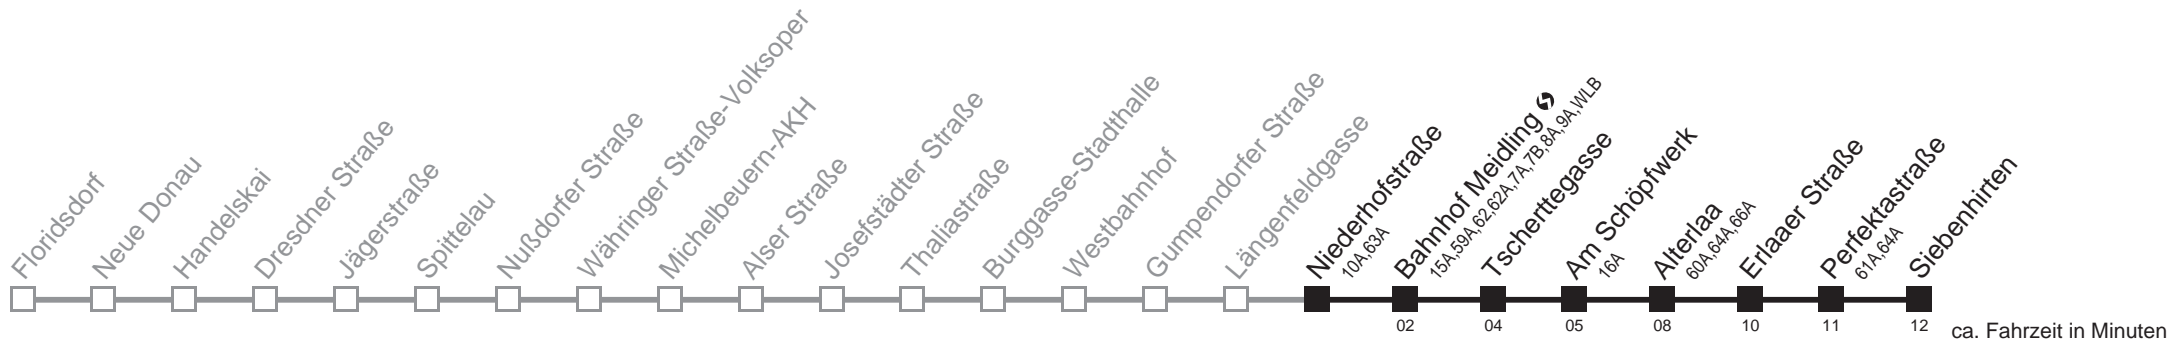 Floridsdorf
Neue Donau
Handelskai
Dresdner Straße
Jägerstraße
Spittelau
Nußdorfer Straße
Währinger Straße-Volksoper
Michelbeuern-AKH
Alser Straße
Josefstädter Straße
Thaliastraße
Burggasse-Stadthalle
Westbahnhof
Gumpendorfer Straße
Längenfeldgasse
Niederhofstraße
10A,63A
Bahnhof Meidling
15A,59A,62,62A,7A,7B,8A,9A,WLB
Tscherttegasse
Am Schöpfwerk
16A
Alterlaa
60A,64A,66A
Erlaaer Straße
Perfektastraße
61A,64A
Siebenhirten
02 04 05 08 10 11 12 ca. Fahrzeit in Minuten